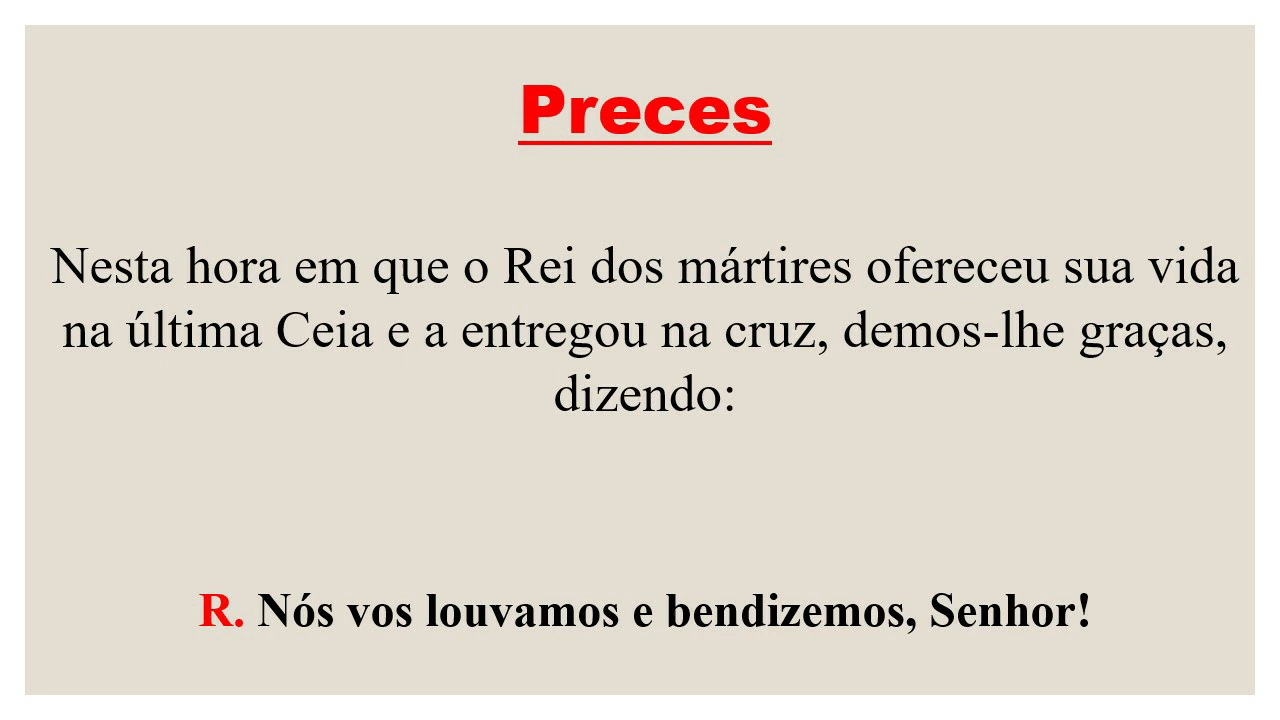 Preces
Nesta hora em que o Rei dos mártires ofereceu sua vida
na última Ceia e a entregou na cruz, demos-lhe graças,
dizendo:
R. Nós vos louvamos e bendizemos, Senhor!